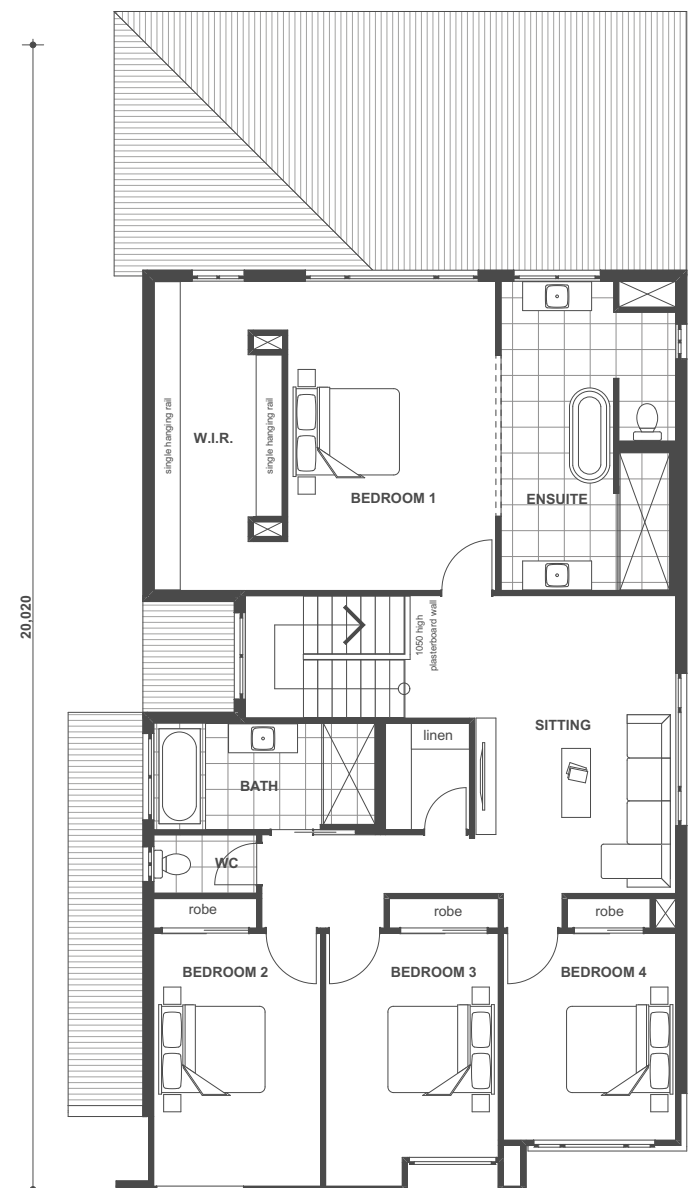 20,020
single hanging rail
W.I.R.
single hanging rail
BEDROOM 1
ENSUITE
1050 high
plasterboard wall
SITTING
linen
BATH
WC
robe
robe
robe
BEDROOM 2
BEDROOM 3
BEDROOM 4